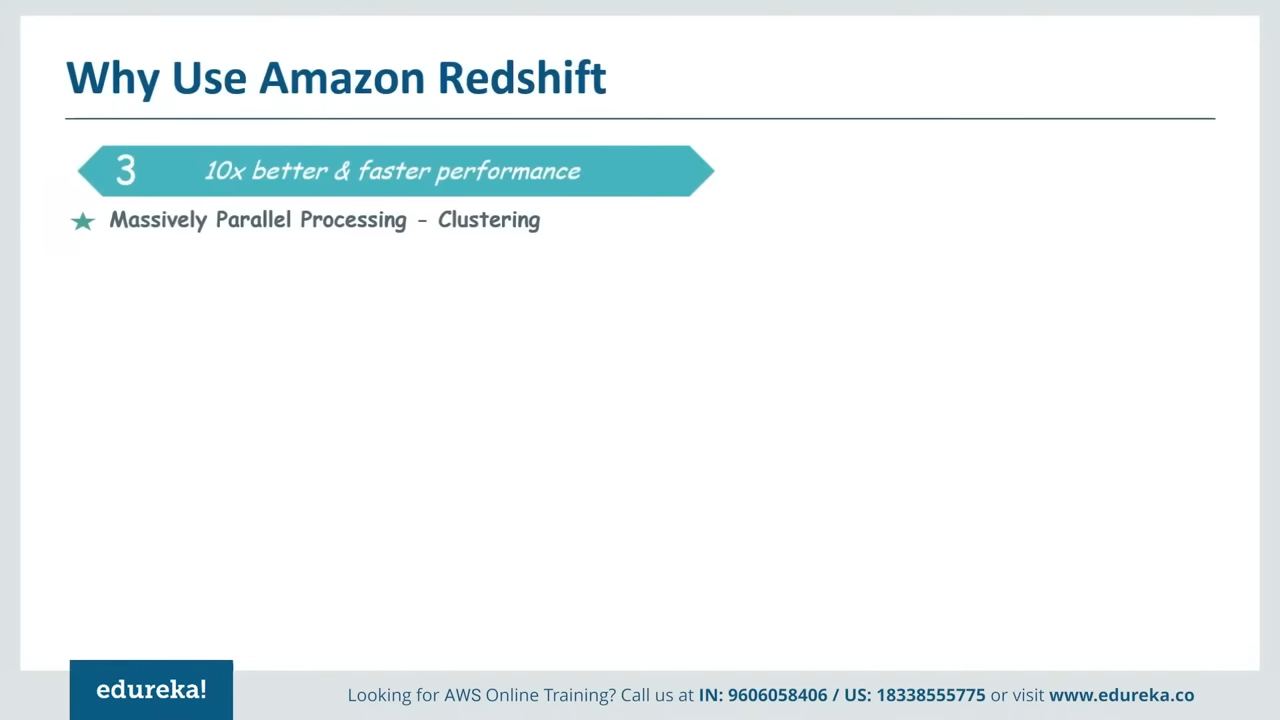 Why Use Amazon Redshift
3 10x better & faster performance
Massively Parallel Processing - Clustering
edureka!
Looking for AWS Online Training? Call us at IN: 9606058406 / US: 18338555775 or visit www.edureka.co